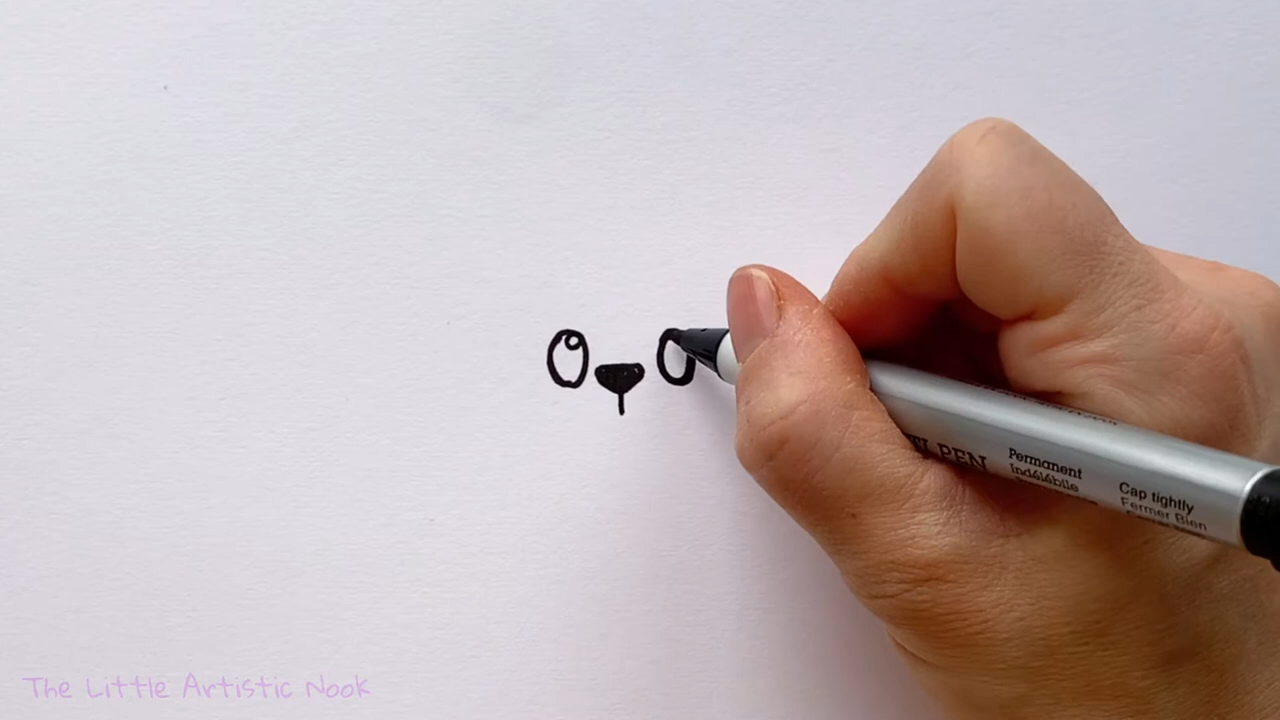 PEN
Permanent
Indélébile
Cap tightly
Fermer Bien
The Little Artistic Nook